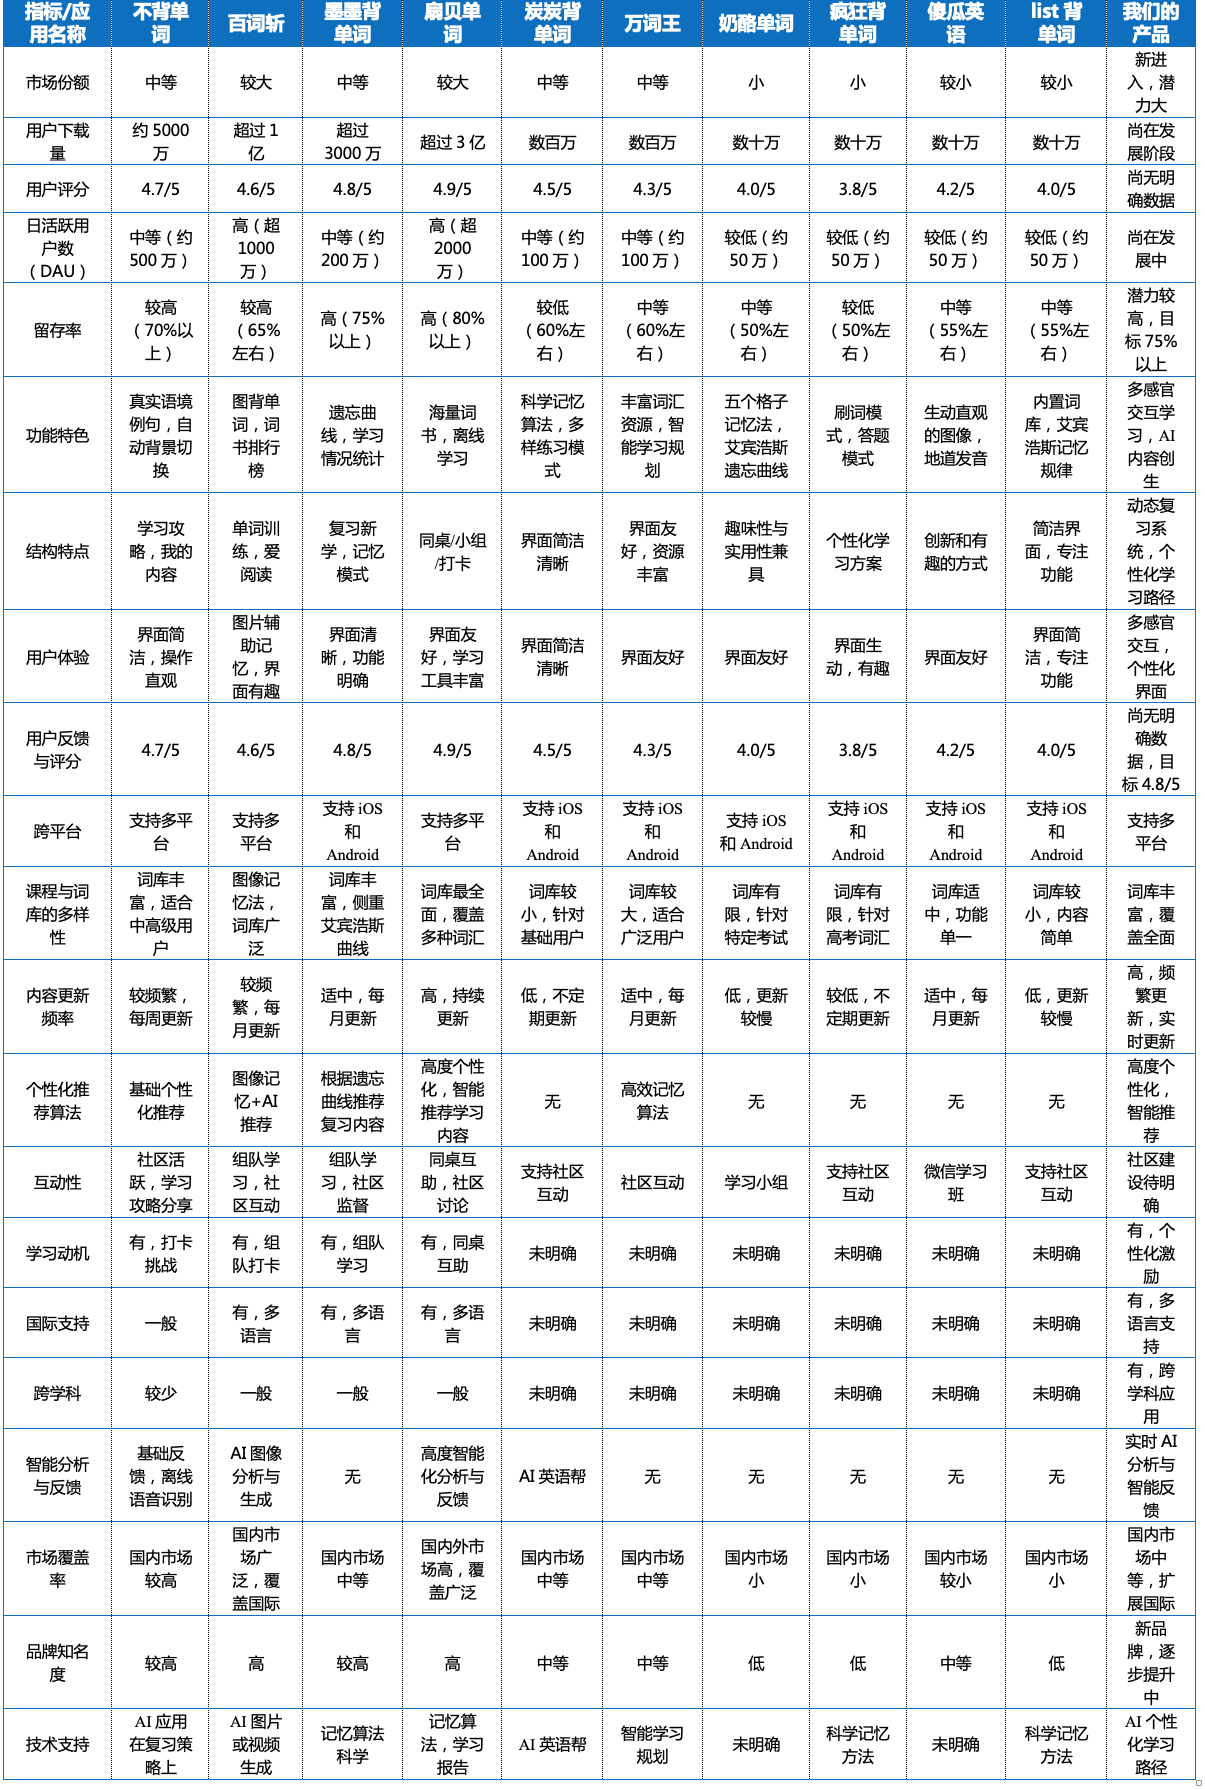 指标/应用名称 不背单词 百词斩 墨墨背单词 扇贝单词 炭炭背单词 万词王 奶酪单词 疯狂背单词 傻瓜英语 list 背单词 我们的产品
市场份额 中等 较大 中等 较大 中等 中等 小 小 较小 较小 新进入，潜力大
用户下载量 约 5000 万 超过 1 亿 超过 3000 万 超过 3 亿 数百万 数百万 数十万 数十万 数十万 数十万 尚在发展阶段
用户评分 4.7/5 4.6/5 4.8/5 4.9/5 4.5/5 4.3/5 4.0/5 3.8/5 4.2/5 4.0/5 尚无明确数据
日活跃用户数（DAU） 中等（约 500 万） 高（超 1000 万） 中等（约 200 万） 高（超 2000 万） 中等（约 100 万） 中等（约 100 万） 较低（约 50 万） 较低（约 50 万） 较低（约 50 万） 较低（约 50 万） 尚在发展中
留存率 较高（70%以上） 较高（65%左右） 高（75%以上） 高（80%以上） 较低（60%左右） 中等（60%左右） 中等（50%左右） 较低（50%左右） 中等（55%左右） 中等（55%左右） 潜力较高，目标 75%以上
功能特色 真实语境例句，自动背景切换 图背单词，词书排行榜 遗忘曲线，学习情况统计 海量词书，离线学习 科学记忆算法，多样练习模式 丰富词汇资源，智能学习规划 五个格子记忆法，艾宾浩斯遗忘曲线 刷词模式，答题模式 生动直观的图像，地道发音 内置词库，艾宾浩斯记忆规律 多感官交互学习，AI 内容创生
结构特点 学习攻略，我的内容 单词训练，爱阅读 复习新学，记忆模式 同桌/小组/打卡 界面简洁清晰 界面友好，资源丰富 趣味性与实用性兼具 个性化学习方案 创新和有趣的方式 简洁界面，专注功能 动态复习系统，个性化学习路径
用户体验 界面简洁，操作直观 图片辅助记忆，界面有趣 界面清晰，功能明确 界面友好，学习工具丰富 界面简洁清晰 界面友好 界面友好 界面生动，有趣 界面友好 界面简洁，专注功能 多感官交互，个性化界面
用户反馈与评分 4.7/5 4.6/5 4.8/5 4.9/5 4.5/5 4.3/5 4.0/5 3.8/5 4.2/5 4.0/5 尚无明确数据，目标 4.8/5
跨平台 支持多平台 支持多平台 支持 iOS 和 Android 支持多平台 支持 iOS 和 Android 支持 iOS 和 Android 支持 iOS 和 Android 支持 iOS 和 Android 支持 iOS 和 Android 支持 iOS 和 Android 支持多平台
课程与词库的多样性 词库丰富，适合中高级用户 图像记忆法，词库广泛 词库丰富，侧重艾宾浩斯曲线 词库最全面，覆盖多种词汇 词库较小，针对基础用户 词库较大，适合广泛用户 词库有限，针对特定考试 词库有限，针对高考词汇 词库适中，功能单一 词库较小，内容简单 词库丰富，覆盖全面
内容更新频率 较频繁，每周更新 较频繁，每月更新 适中，每月更新 高，持续更新 低，不定期更新 适中，每月更新 低，更新较慢 较低，不定期更新 适中，每月更新 低，更新较慢 高，频繁更新，实时更新
个性化推荐算法 基础个性化推荐 图像记忆+AI 推荐 根据遗忘曲线推荐复习内容 高度个性化，智能推荐学习内容 无 高效记忆算法 无 无 无 无 高度个性化，智能推荐
互动性 社区活跃，学习攻略分享 组队学习，社区互动 组队学习，社区监督 同桌互助，社区讨论 支持社区互动 社区互动 学习小组 支持社区互动 微信学习班 支持社区互动 社区建设待明确
学习动机 有，打卡挑战 有，组队打卡 有，组队学习 有，同桌互助 未明确 未明确 未明确 未明确 未明确 未明确 有，个性化激励
国际支持 一般 有，多语言 有，多语言 有，多语言 未明确 未明确 未明确 未明确 未明确 未明确 有，多语言支持
跨学科 较少 一般 一般 一般 未明确 未明确 未明确 未明确 未明确 未明确 有，跨学科应用
智能分析与反馈 基础反馈，离线语音识别 AI 图像分析与生成 无 高度智能化分析与反馈 AI 英语帮 无 无 无 无 无 实时 AI 分析与智能反馈
市场覆盖率 国内市场较高 国内市场广泛，覆盖国际 国内市场中等 国内外市场高，覆盖广泛 国内市场中等 国内市场中等 国内市场小 国内市场小 国内市场较小 国内市场小 国内市场中等，扩展国际
品牌知名度 较高 高 较高 高 中等 中等 低 低 中等 低 新品牌，逐步提升中
技术支持 AI 应用在复习策略上 AI 图片或视频生成 记忆算法科学 记忆算法，学习报告 AI 英语帮 智能学习规划 未明确 科学记忆方法 未明确 科学记忆方法 AI 个性化学习路径